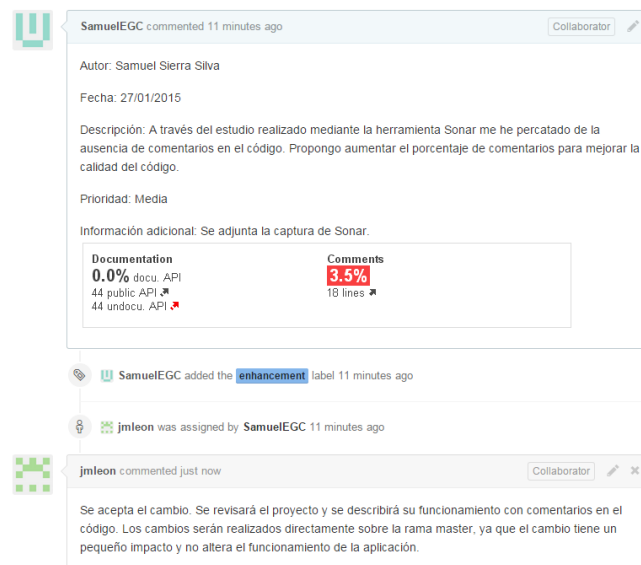 SamuelEGC commented 11 minutes ago
Collaborator
Autor: Samuel Sierra Silva
Fecha: 27/01/2015
Descripción: A través del estudio realizado mediante la herramienta Sonar me he percatado de la
ausencia de comentarios en el código. Propongo aumentar el porcentaje de comentarios para mejorar la
calidad del código.
Prioridad: Media
Información adicional: Se adjunta la captura de Sonar.
Documentation
0.0% docu. API
44 public API
44 undocu. API
Comments
3.5%
18 lines
SamuelEGC added the enhancement label 11 minutes ago
jmleon was assigned by SamuelEGC 11 minutes ago
jmleon commented just now
Collaborator
Se acepta el cambio. Se revisará el proyecto y se describirá su funcionamiento con comentarios en el
código. Los cambios serán realizados directamente sobre la rama master, ya que el cambio tiene un
pequeño impacto y no altera el funcionamiento de la aplicación.